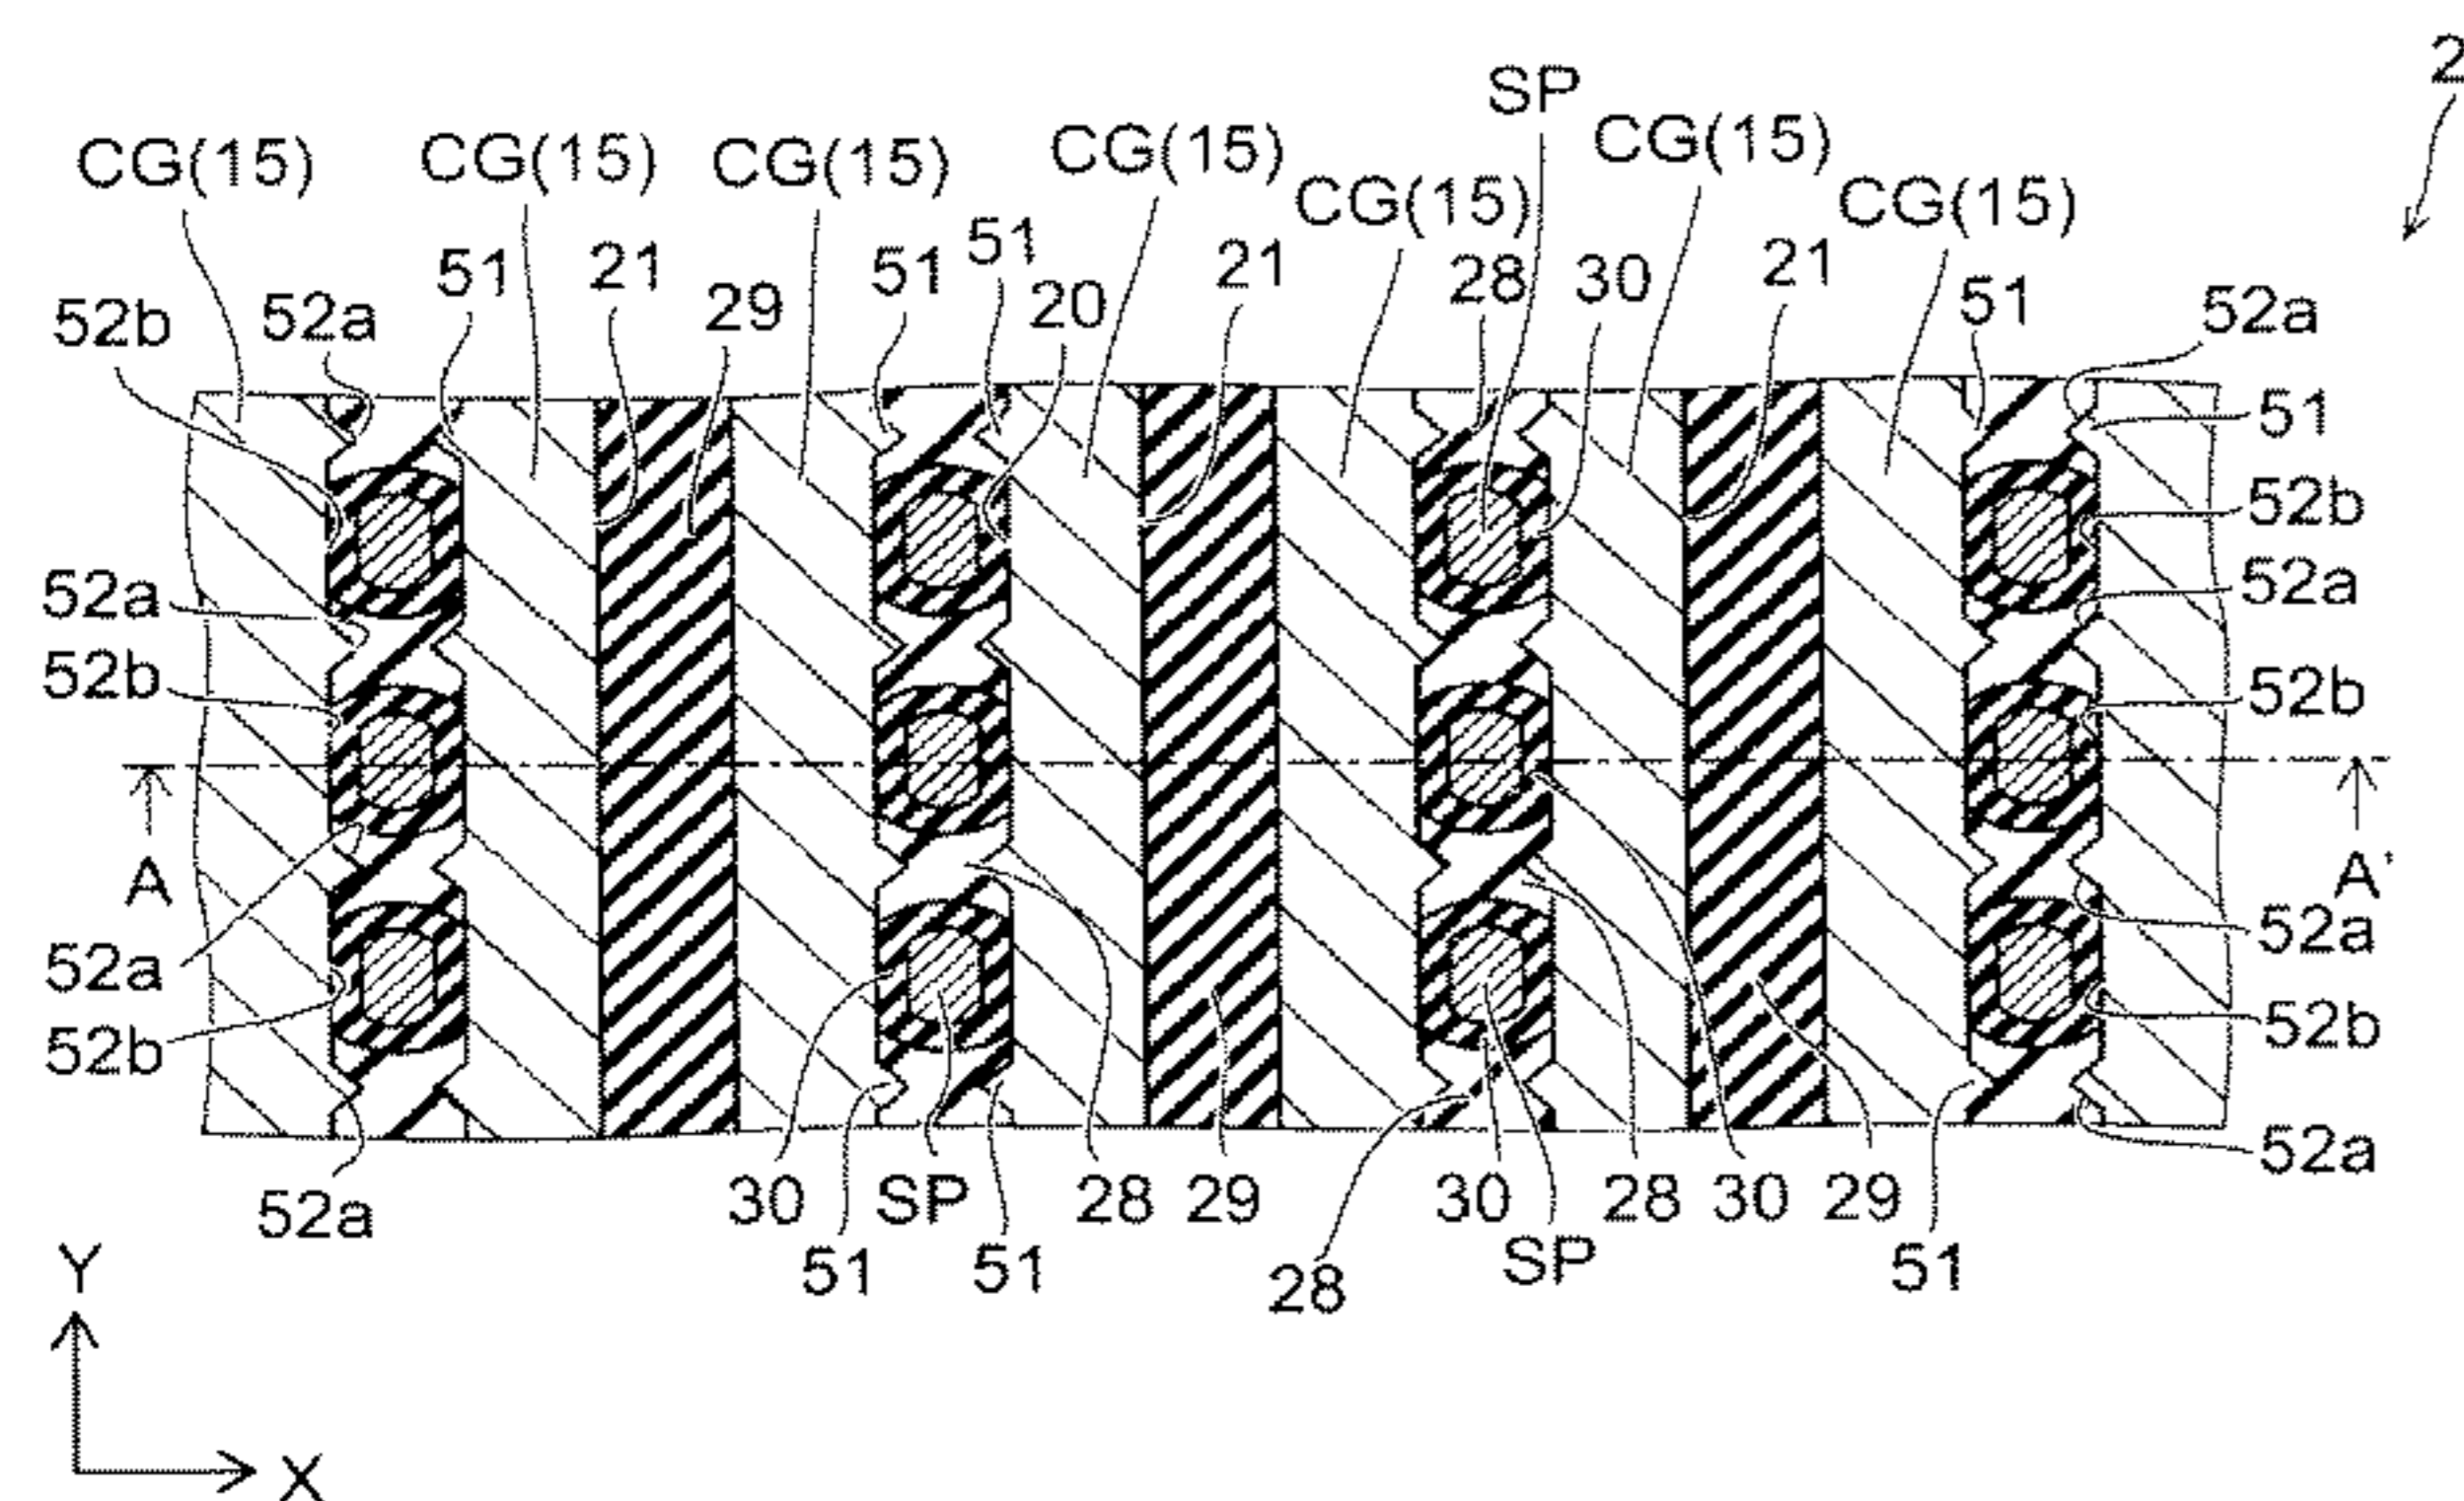 2
SP
CG(15) CG(15) CG(15) CG(15) CG(15) CG(15) CG(15)
51 21 29 51 51 20 21 28 30 21 51 52a
52b 52a
51
52b
52a 52a
52b 52b
A A'
52a 52a
52b 52b
52a 30 SP 28 29 30 28 30 29 52a
51 51 28 SP 51
Y
X